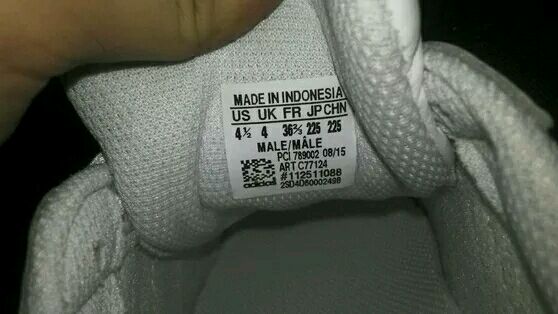 MADE IN INDONESIA
US UK FR JP CHN
4½ 4 36⅔ 225 225
MALE/MÂLE
PCI 789002 08/15
ART C77124
#112511088
adidas 2SD4D60002498